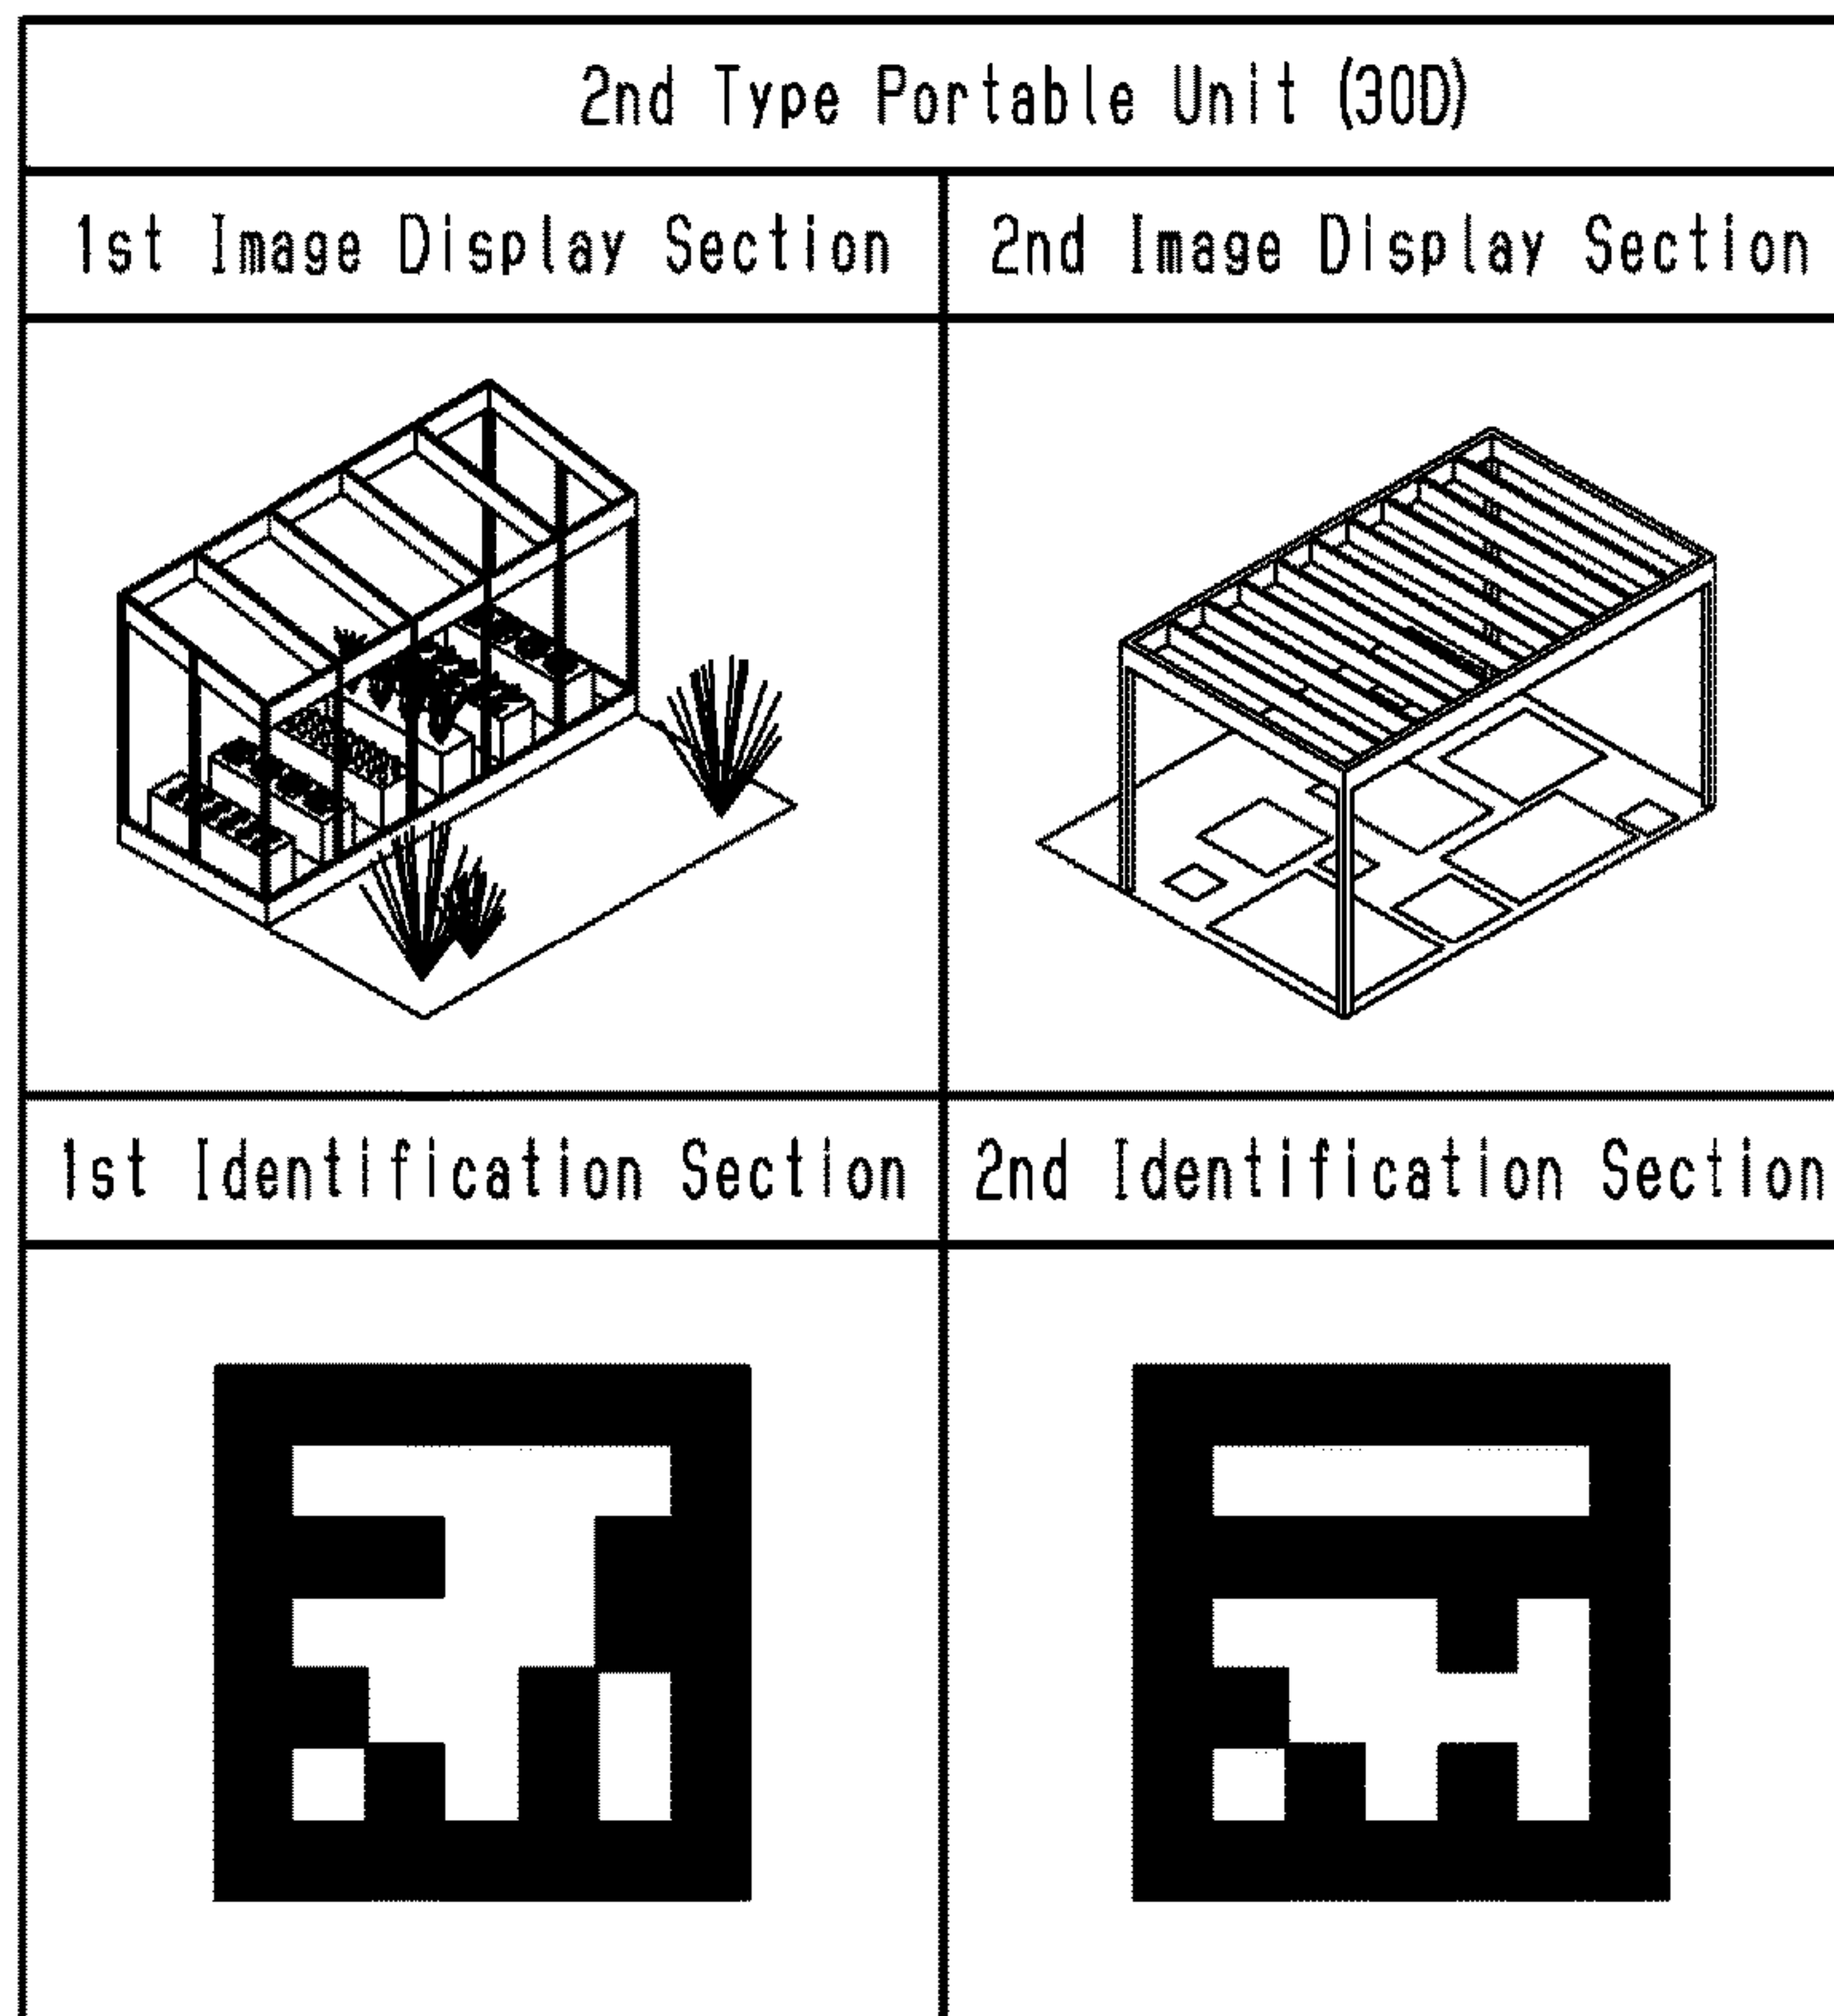 2nd Type Portable Unit (30D)
1st Image Display Section
2nd Image Display Section
1st Identification Section
2nd Identification Section